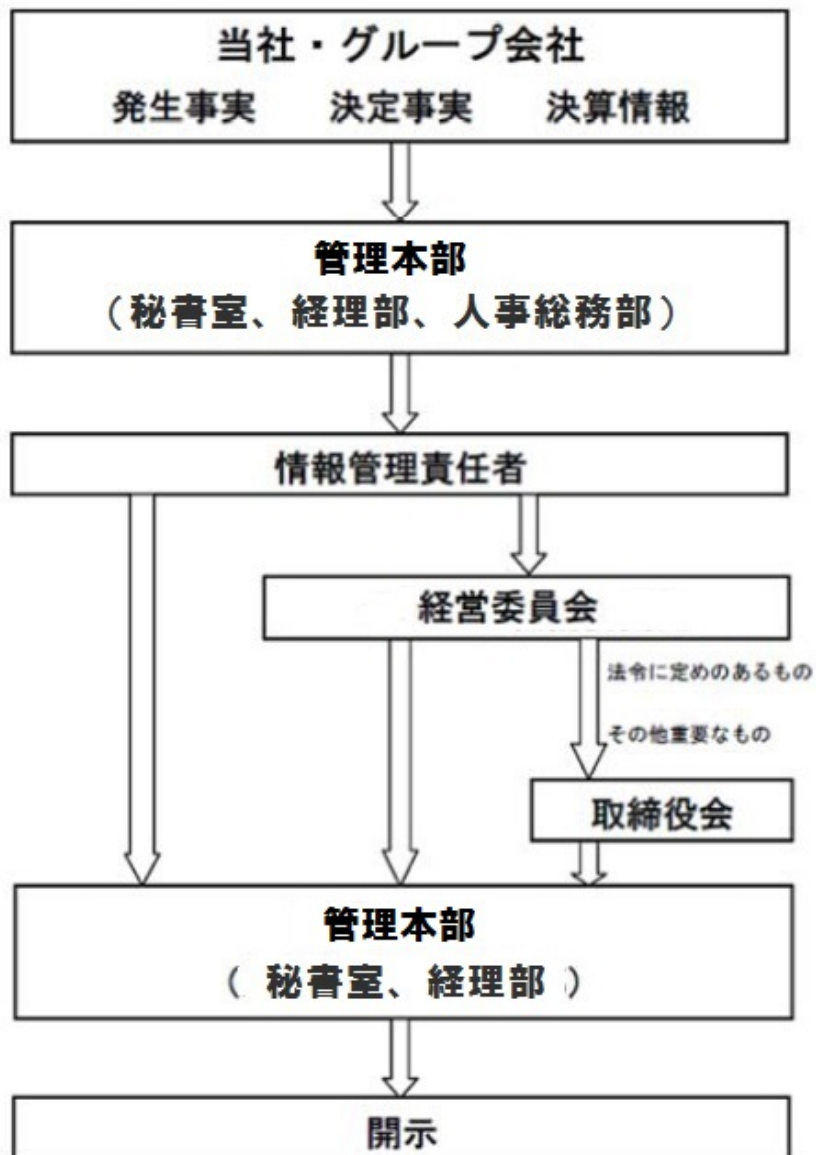 当社・グループ会社
発生事実 決定事実 決算情報
管理本部
（秘書室、経理部、人事総務部）
情報管理責任者
経営委員会
法令に定めのあるもの
その他重要なもの
取締役会
管理本部
（ 秘書室、経理部 ）
開示